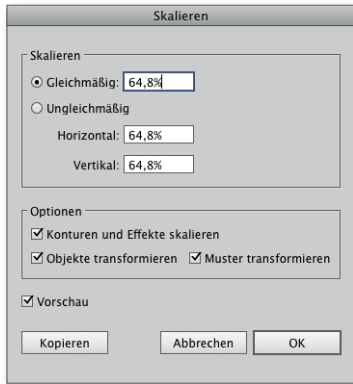 Skalieren
Skalieren
Gleichmäßig: 64,8%
Ungleichmäßig
Horizontal: 64,8%
Vertikal: 64,8%
Optionen
Konturen und Effekte skalieren
Objekte transformieren Muster transformieren
Vorschau
Kopieren Abbrechen OK